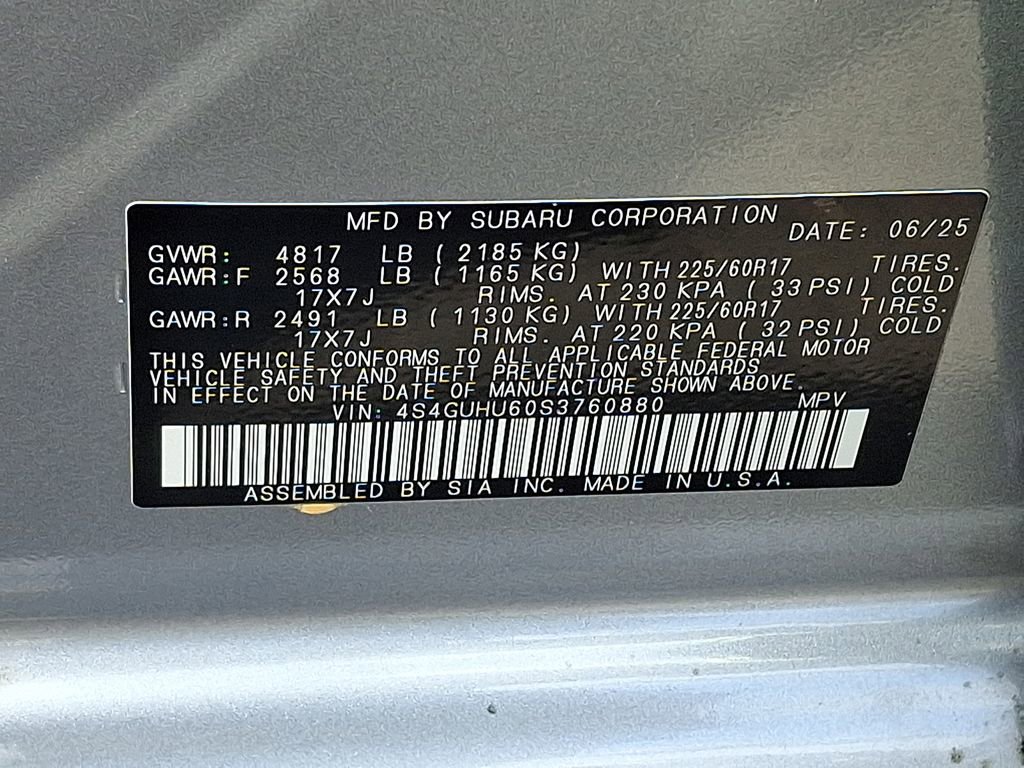 MFD BY SUBARU CORPORATION
DATE: 06/25
GVWR: 4817 LB ( 2185 KG)
GAWR:F 2568 LB ( 1165 KG) WITH 225/60R17 TIRES.
17X7J RIMS. AT 230 KPA ( 33 PSI) COLD
GAWR:R 2491 LB ( 1130 KG) WITH 225/60R17 TIRES.
17X7J RIMS. AT 220 KPA ( 32 PSI) COLD
THIS VEHICLE CONFORMS TO ALL APPLICABLE FEDERAL MOTOR
VEHICLE SAFETY AND THEFT PREVENTION STANDARDS
IN EFFECT ON THE DATE OF MANUFACTURE SHOWN ABOVE.
VIN: 4S4GUHU60S3760880 MPV
ASSEMBLED BY SIA INC. MADE IN U.S.A.